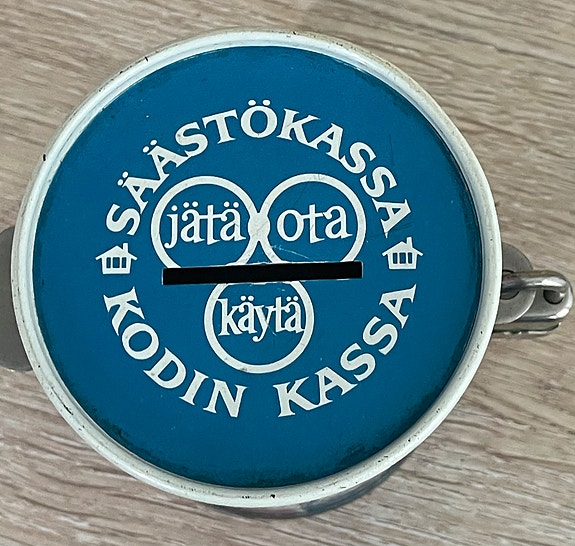 SÄÄSTÖKASSA
jätä ota
käytä
KODIN KASSA